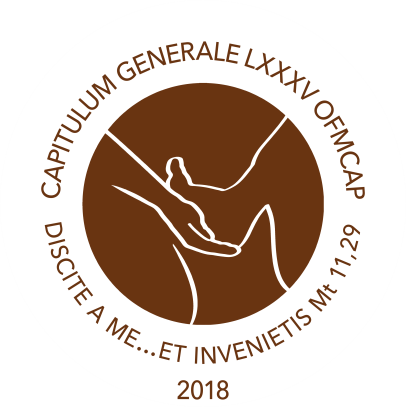 CAPITULUM GENERALE LXXXV OFMCAP
DISCITE A ME...ET INVENIETIS Mt 11,29
2018